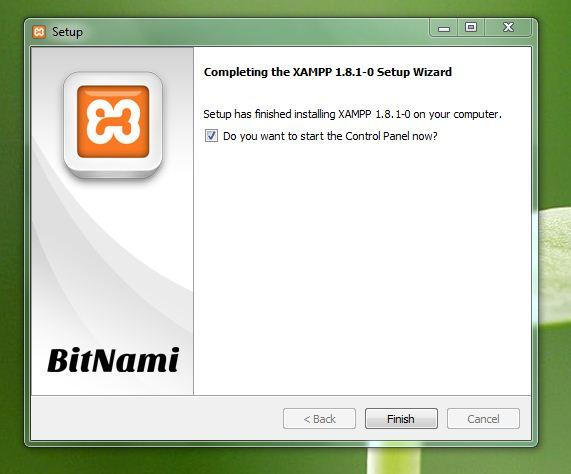 Setup
Completing the XAMPP 1.8.1-0 Setup Wizard
Setup has finished installing XAMPP 1.8.1-0 on your computer.
Do you want to start the Control Panel now?
BitNami
< Back
Finish
Cancel